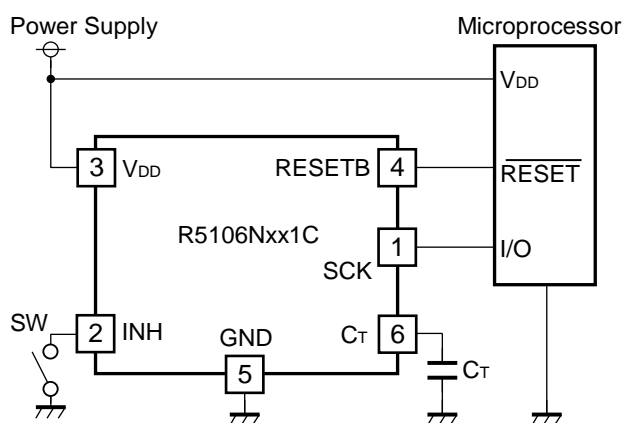 Power Supply
Microprocessor
VDD
3 VDD
RESETB 4
RESET
R5106Nxx1C
1
SCK
I/O
SW
2 INH
GND
CT 6
5
CT